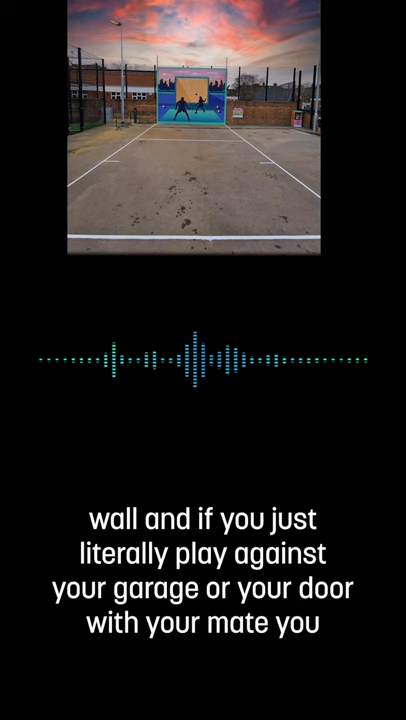 wall and if you just
literally play against
your garage or your door
with your mate you